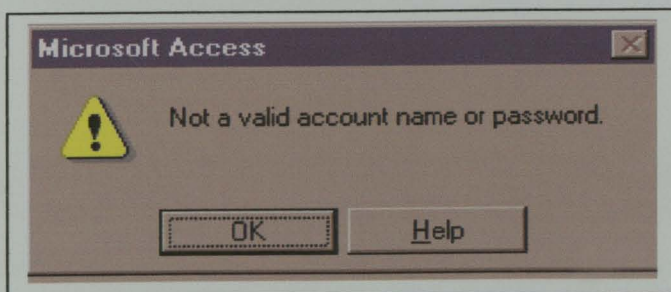 Microsoft Access
Not a valid account name or password.
OK
Help